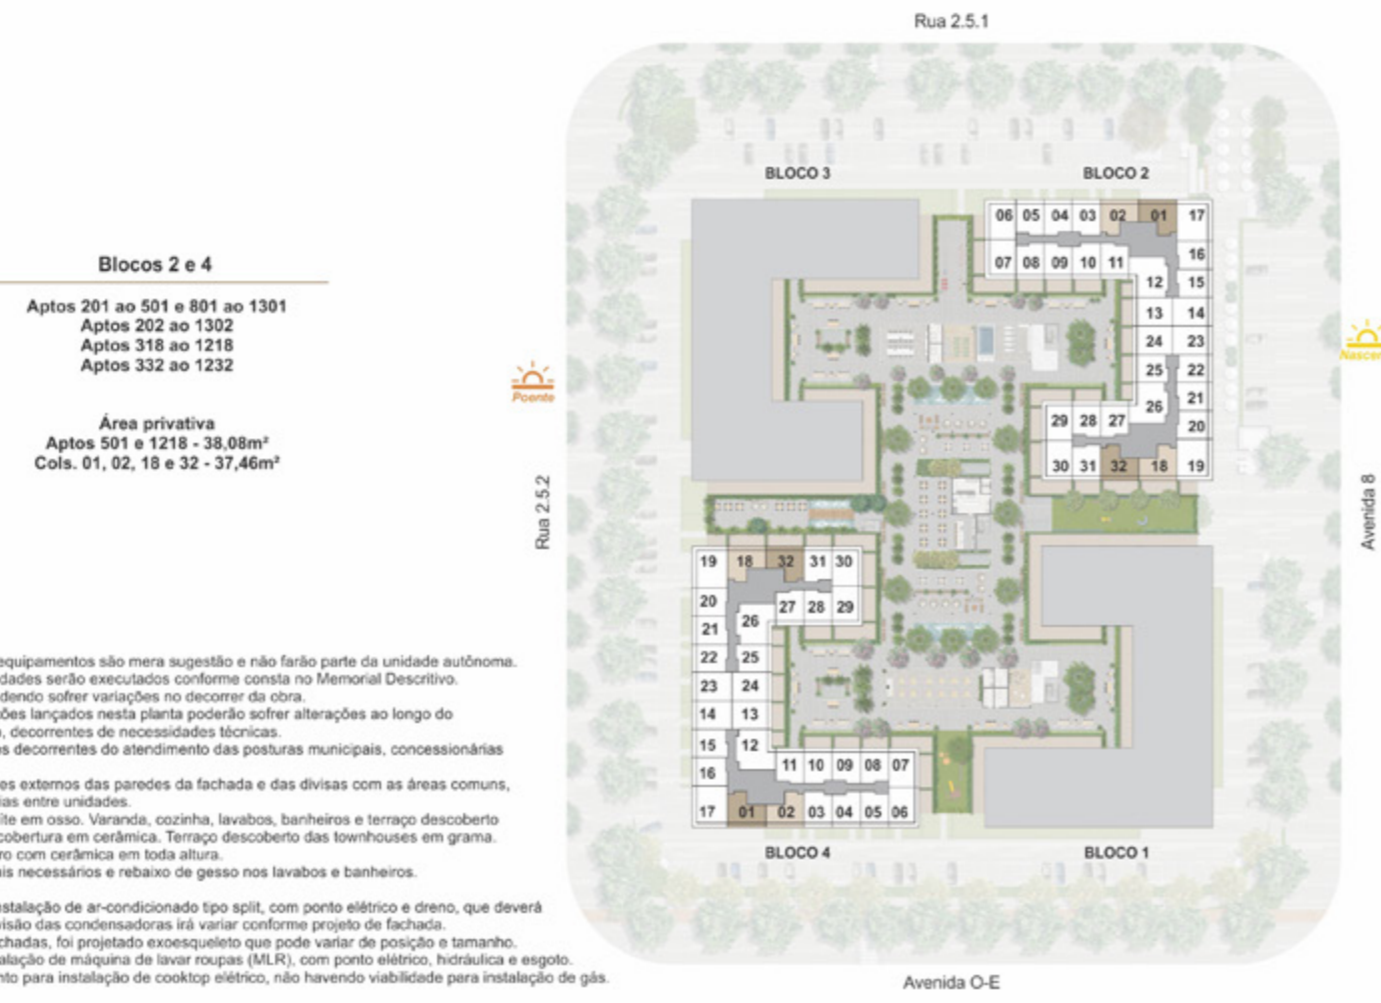 Rua 2.5.1
BLOCO 3
BLOCO 2
Blocos 2 e 4
Aptos 201 ao 501 e 801 ao 1301
Aptos 202 ao 1302
Aptos 318 ao 1218
Aptos 332 ao 1232
Área privativa
Aptos 501 e 1218 - 38,08m²
Cols. 01, 02, 18 e 32 - 37,46m²
06 05 04 03 02 01 17
16
07 08 09 10 11
12 15
13 14
24 23
25 22
21
26
29 28 27
20
30 31 32 18 19
Poente
Nascen
Rua 2.5.2
Avenida 8
19 18 32 31 30
20
27 28 29
26
21
22 25
23 24
14 13
15 12
16
11 10 09 08 07
17 01 02 03 04 05 06
BLOCO 4
BLOCO 1
Avenida O-E
equipamentos são mera sugestão e não farão parte da unidade autônoma.
dades serão executados conforme consta no Memorial Descritivo.
dendo sofrer variações no decorrer da obra.
ões lançados nesta planta poderão sofrer alterações ao longo do
, decorrentes de necessidades técnicas.
s decorrentes do atendimento das posturas municipais, concessionárias
es externos das paredes da fachada e das divisas com as áreas comuns,
ias entre unidades.
ite em osso. Varanda, cozinha, lavabos, banheiros e terraço descoberto
cobertura em cerâmica. Terraço descoberto das townhouses em grama.
ro com cerâmica em toda altura.
is necessários e rebaixo de gesso nos lavabos e banheiros.
nstalação de ar-condicionado tipo split, com ponto elétrico e dreno, que deverá
visão das condensadoras irá variar conforme projeto de fachada.
chadas, foi projetado exoesqueleto que pode variar de posição e tamanho.
alação de máquina de lavar roupas (MLR), com ponto elétrico, hidráulica e esgoto.
nto para instalação de cooktop elétrico, não havendo viabilidade para instalação de gás.